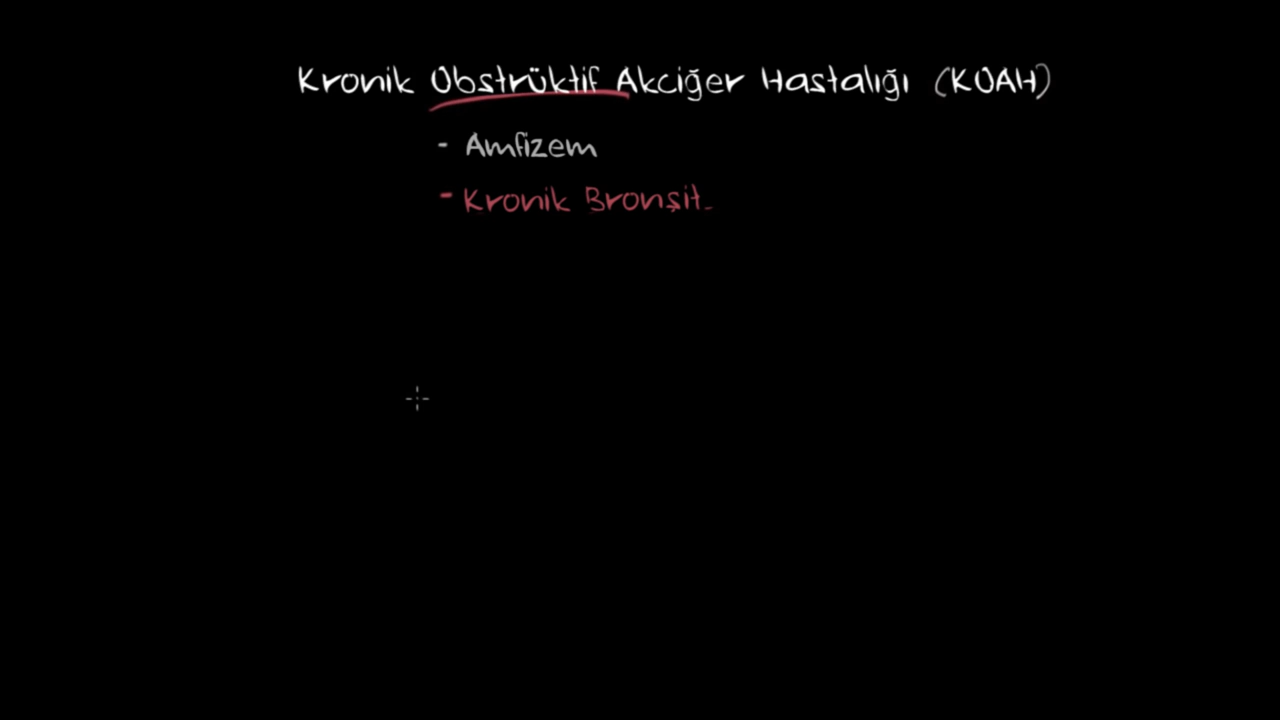 Kronik Obstrüktif Akciğer Hastalığı (KOAH)
- Amfizem
- Kronik Bronşit